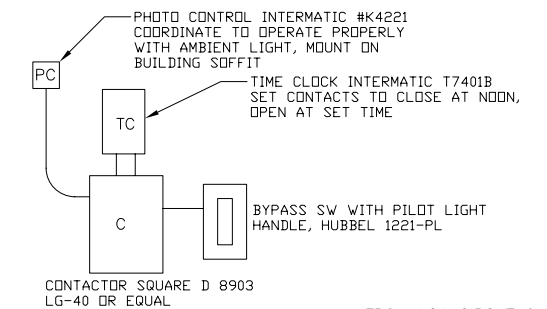 PHOTO CONTROL INTERMATIC #K4221
COORDINATE TO OPERATE PROPERLY
WITH AMBIENT LIGHT, MOUNT ON
BUILDING SOFFIT
PC
TIME CLOCK INTERMATIC T7401B
SET CONTACTS TO CLOSE AT NOON,
OPEN AT SET TIME
TC
C
BYPASS SW WITH PILOT LIGHT
HANDLE, HUBBEL 1221-PL
CONTACTOR SQUARE D 8903
LG-40 OR EQUAL